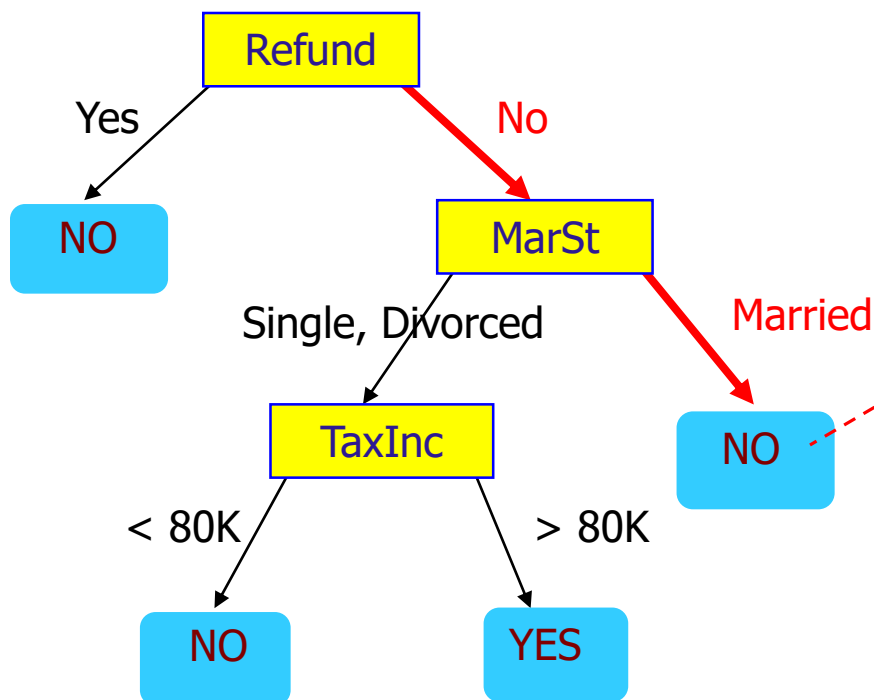 Refund
Yes
No
NO
MarSt
Single, Divorced
Married
TaxInc
NO
< 80K
> 80K
NO
YES